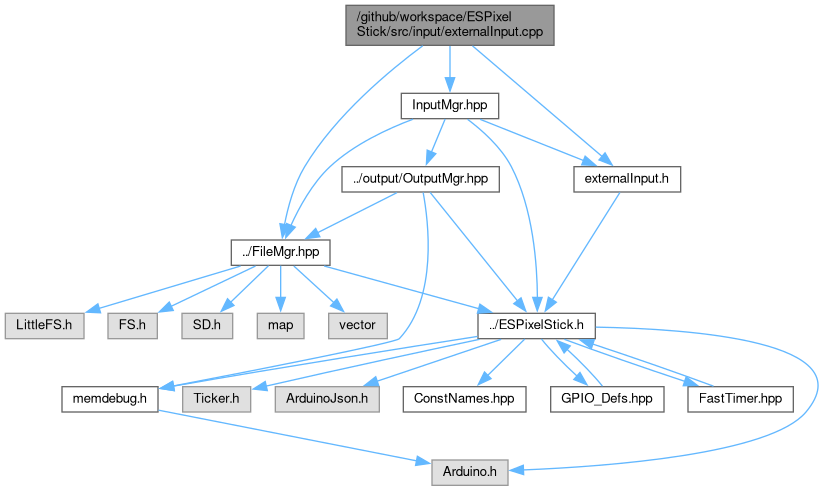 /github/workspace/ESPixel
Stick/src/input/externalInput.cpp
InputMgr.hpp
../output/OutputMgr.hpp
externalInput.h
../FileMgr.hpp
LittleFS.h
FS.h
SD.h
map
vector
../ESPixelStick.h
memdebug.h
Ticker.h
ArduinoJson.h
ConstNames.hpp
GPIO_Defs.hpp
FastTimer.hpp
Arduino.h